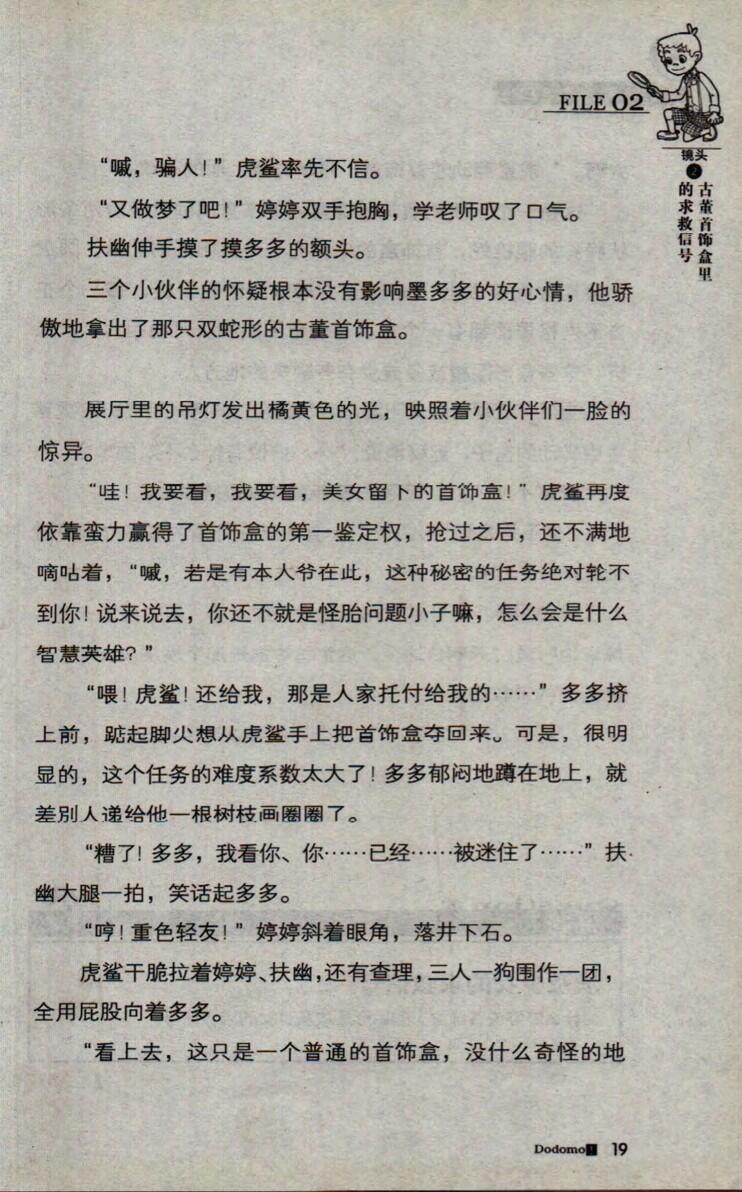 FILE 02
镜头
2
古董首饰盒里
的求救信号
“嘁，骗人！”虎鲨率先不信。
“又做梦了吧！”婷婷双手抱胸，学老师叹了口气。
扶幽伸手摸了摸多多的额头。
三个小伙伴的怀疑根本没有影响墨多多的好心情，他骄
傲地拿出了那只双蛇形的古董首饰盒。
展厅里的吊灯发出橘黄色的光，映照着小伙伴们一脸的
惊异。
“哇！我要看，我要看，美女留下的首饰盒！”虎鲨再度
依靠蛮力赢得了首饰盒的第一鉴定权，抢过之后，还不满地
嘀咕着，“嘁，若是有本人爷在此，这种秘密的任务绝对轮不
到你！说来说去，你还不就是怪胎问题小子嘛，怎么会是什么
智慧英雄？”
“喂！虎鲨！还给我，那是人家托付给我的……”多多挤
上前，踮起脚尖想从虎鲨手上把首饰盒夺回来。可是，很明
显的，这个任务的难度系数太大了！多多郁闷地蹲在地上，就
差别人递给他一根树枝画圈圈了。
“糟了！多多，我看你、你……已经……被迷住了……”扶
幽大腿一拍，笑话起多多。
“哼！重色轻友！”婷婷斜着眼角，落井下石。
虎鲨干脆拉着婷婷、扶幽，还有查理，三人一狗围作一团，
全用屁股向着多多。
“看上去，这只是一个普通的首饰盒，没什么奇怪的地
Dodomo1 19